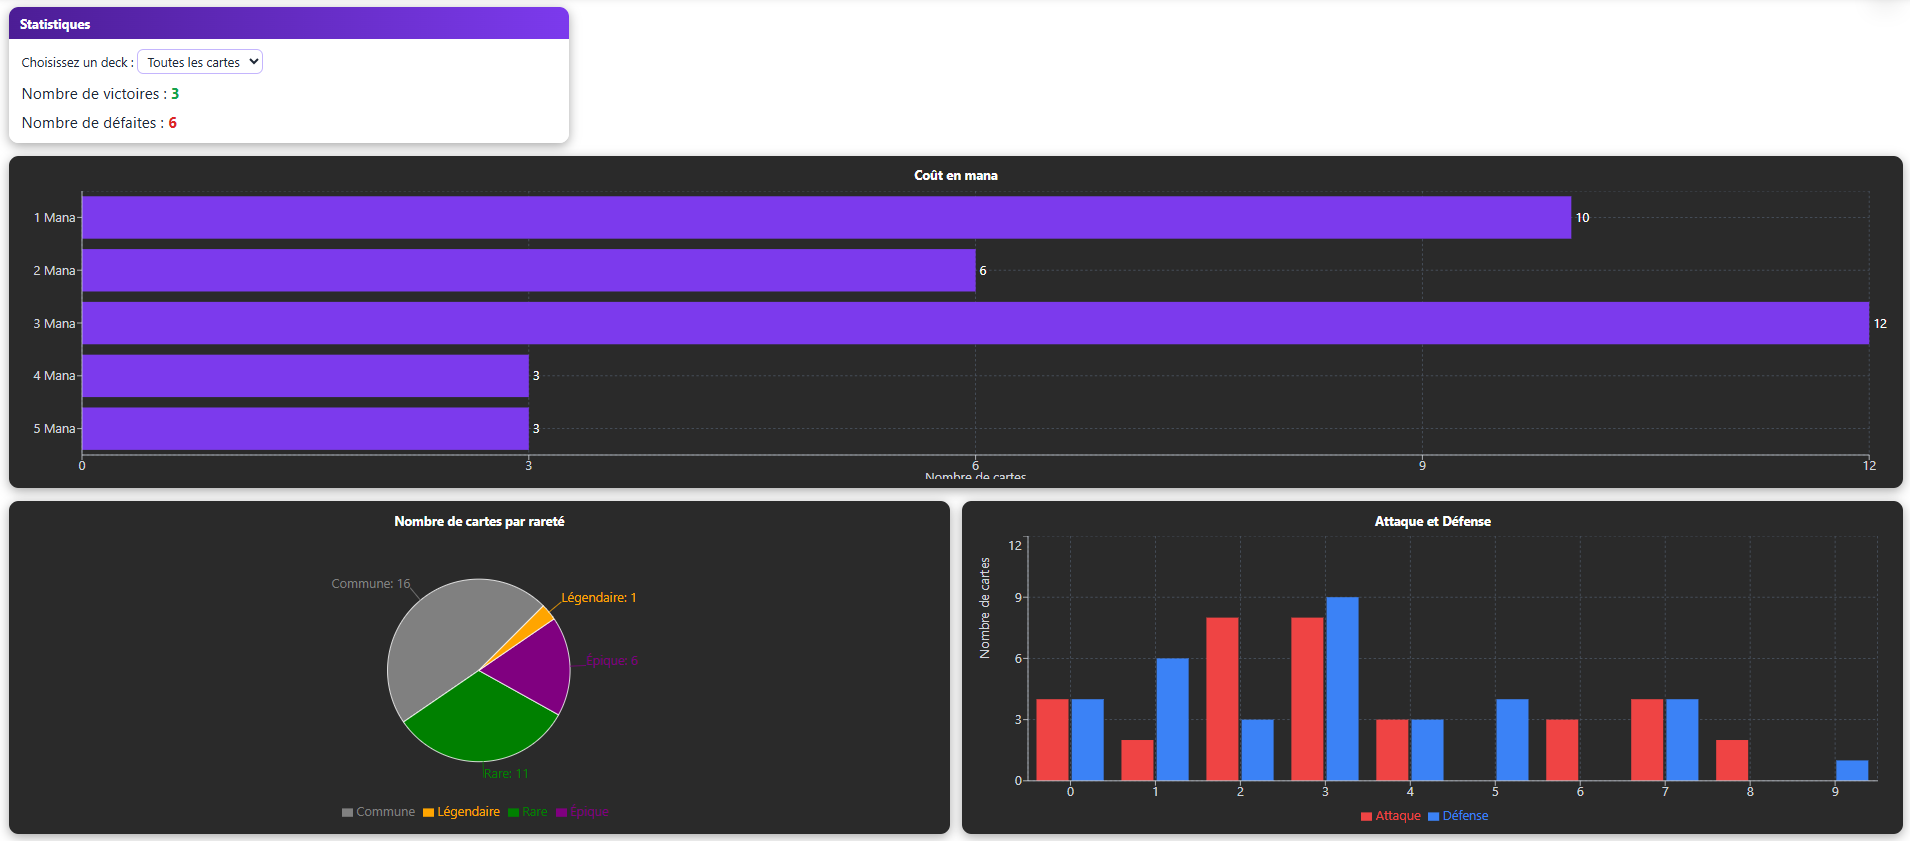 Statistiques
Choisissez un deck : Toutes les cartes
Nombre de victoires : 3
Nombre de défaites : 6
Coût en mana
1 Mana 10
2 Mana 6
3 Mana 12
4 Mana 3
5 Mana 3
0 3 6 9 12
Nombre de cartes
Nombre de cartes par rareté
Commune: 16
Légendaire: 1
Épique: 6
Rare: 11
Commune Légendaire Rare Épique
Attaque et Défense
Nombre de cartes
12
9
6
3
0
0 1 2 3 4 5 6 7 8 9
Attaque Défense